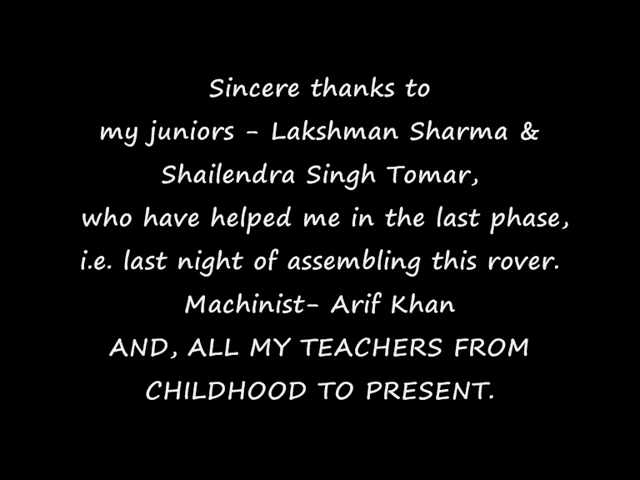 Sincere thanks to
my juniors - Lakshman Sharma &
Shailendra Singh Tomar,
who have helped me in the last phase,
i.e. last night of assembling this rover.
Machinist- Arif Khan
AND, ALL MY TEACHERS FROM
CHILDHOOD TO PRESENT.